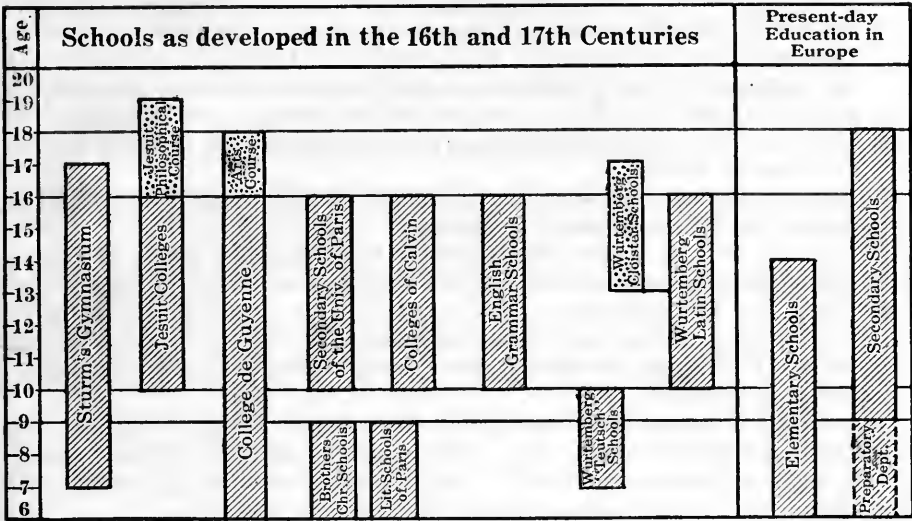 Age.
Schools as developed in the 16th and 17th Centuries
Present-day
Education in
Europe
20
19
18
17
16
15
14
13
12
11
10
9
8
7
6
Sturm's Gymnasium
Jesuit
Philosophical
Course
Jesuit Colleges
Arts
Course
College de Guyenne
Secondary Schools
of the Univ. of Paris.
Brothers
Chr. Schools
Colleges of Calvin
Lit. Schools
of Paris
English
Grammar Schools
Wurtemberg
Cloister Schools
Wurtemberg
Schools
Wurtemberg
Latin Schools
Elementary Schools
Secondary Schools
Preparatory
Dept.